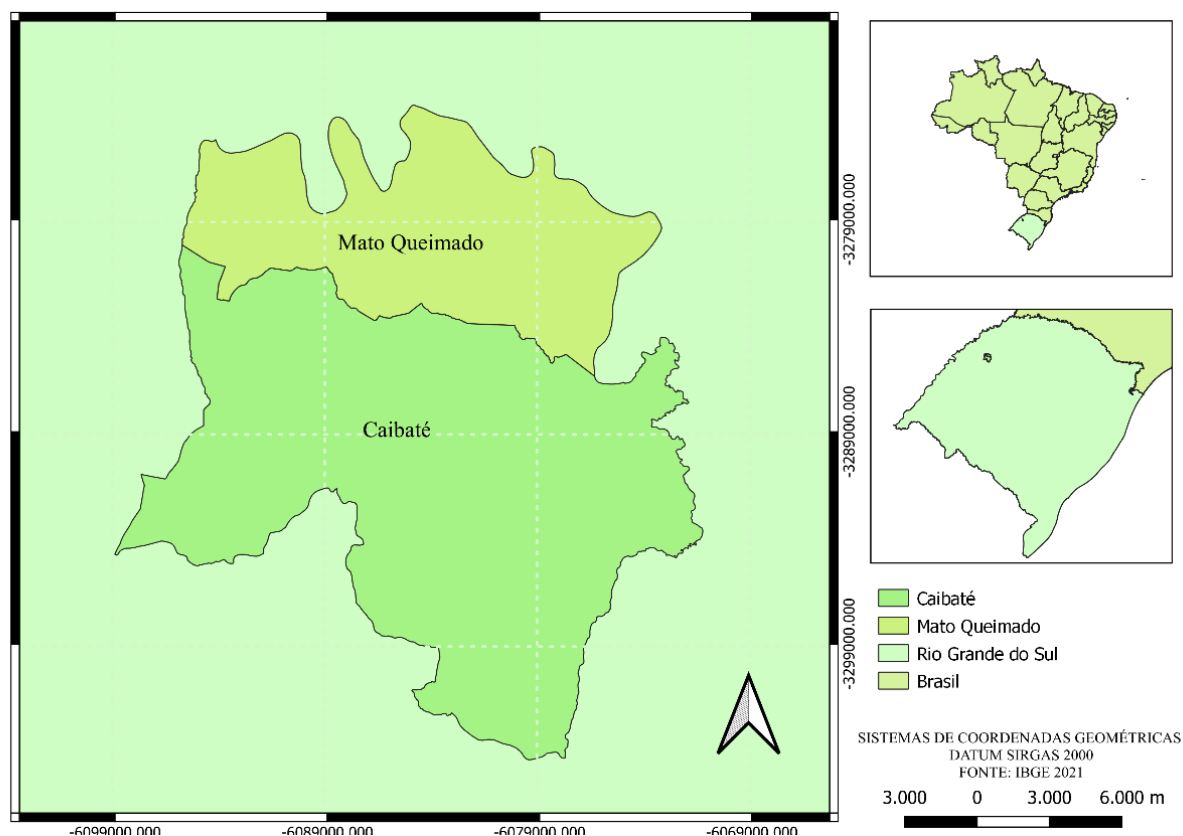 Mato Queimado
Caibaté
-3279000.000
-3289000.000
-3299000.000
-6099000.000
-6089000.000
-6079000.000
-6069000.000
Caibaté
Mato Queimado
Rio Grande do Sul
Brasil
SISTEMAS DE COORDENADAS GEOMÉTRICAS
DATUM SIRGAS 2000
FONTE: IBGE 2021
3.000 0 3.000 6.000 m